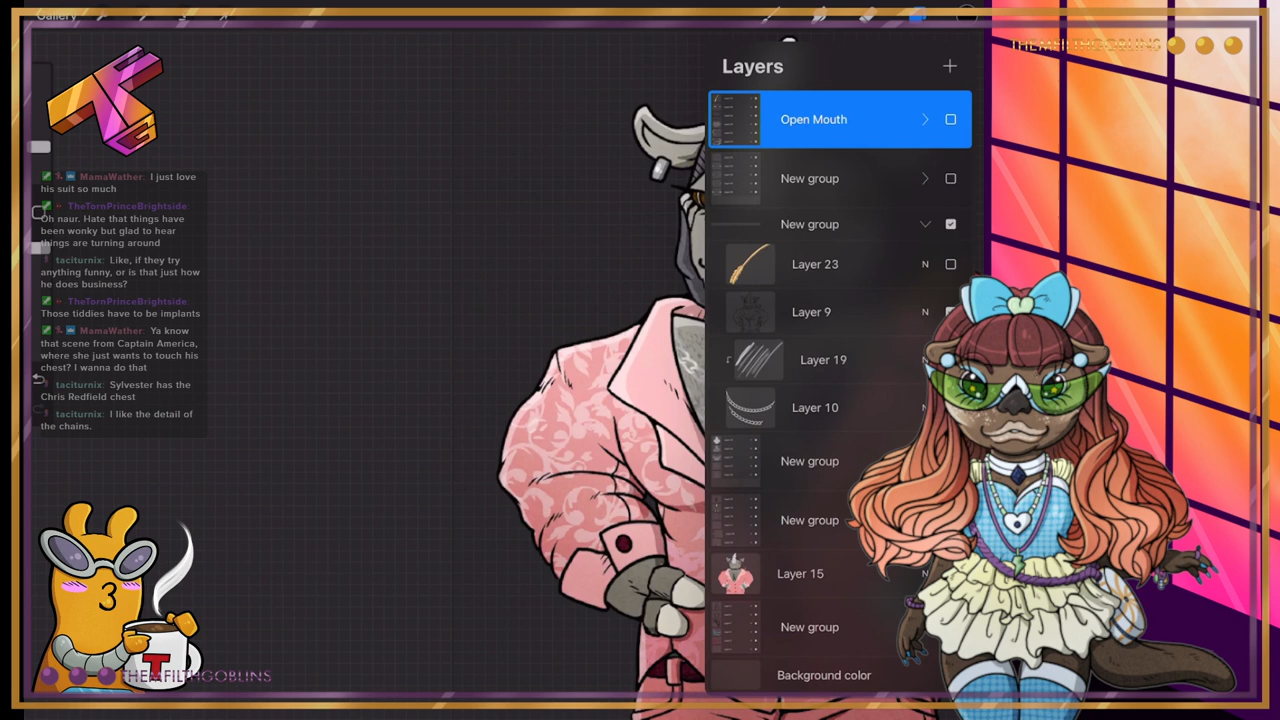 Gallery
THEMFILTHGOBLINS
Layers
Open Mouth
New group
New group
Layer 23
N
Layer 9
N
Layer 19
Layer 10
New group
New group
Layer 15
N
New group
Background color
MamaWather: I just love
his suit so much
TheTornPrinceBrightside:
Oh naur. Hate that things have
been wonky but glad to hear
things are turning around
taciturnix: Like, if they try
anything funny, or is that just how
he does business?
TheTornPrinceBrightside:
Those tiddies have to be implants
MamaWather: Ya know
that scene from Captain America,
where she just wants to touch his
chest? I wanna do that
taciturnix: Sylvester has the
Chris Redfield chest
taciturnix: I like the detail of
the chains.
T
THEMFILTHGOBLINS